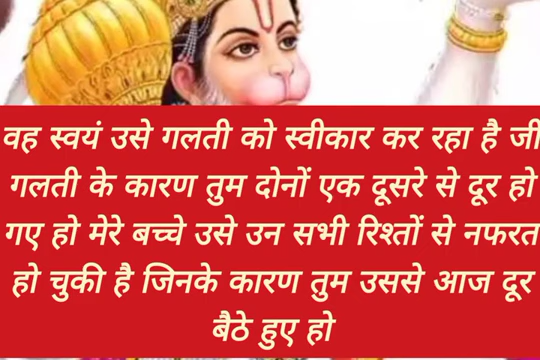 वह स्वयं उसे गलती को स्वीकार कर रहा है जी
गलती के कारण तुम दोनों एक दूसरे से दूर हो
गए हो मेरे बच्चे उसे उन सभी रिश्तों से नफरत
हो चुकी है जिनके कारण तुम उससे आज दूर
बैठे हुए हो